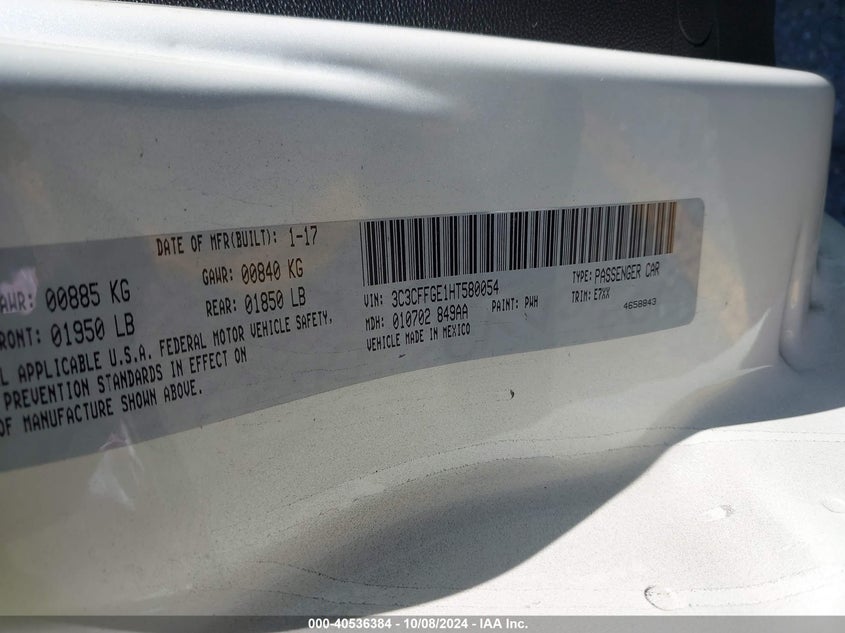 DATE OF MFR(BUILT): 1-17
GAWR: 00885 KG GAWR: 00840 KG
FRONT: 01950 LB REAR: 01850 LB
APPLICABLE U.S.A. FEDERAL MOTOR VEHICLE SAFETY,
PREVENTION STANDARDS IN EFFECT ON
OF MANUFACTURE SHOWN ABOVE.
VIN: 3C3CFFGE1HT580054 TYPE: PASSENGER CAR
MDH: 010702 849AA PAINT: PWH TRIM: E7XX
VEHICLE MADE IN MEXICO 4658843
000-40536384 - 10/08/2024 - IAA Inc.